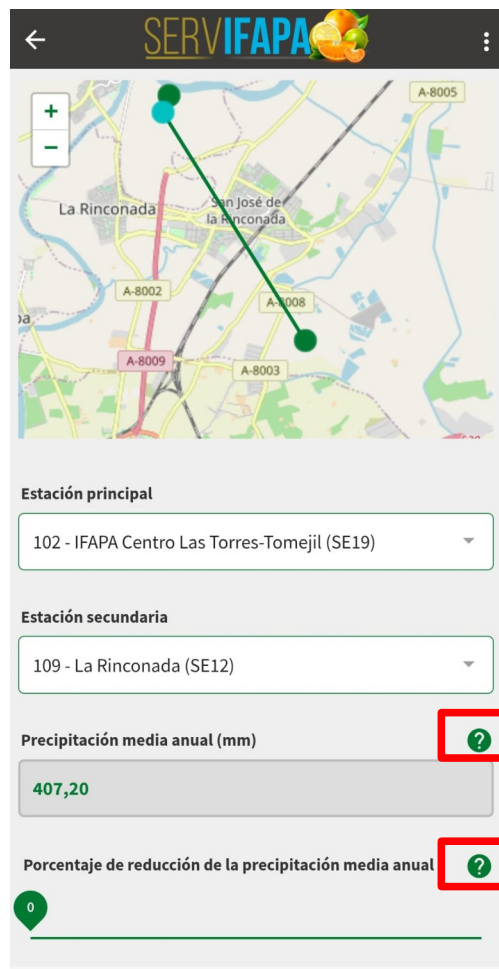 SERVIFAPA
+
A-8005
−
La Rinconada
San José de
la Rinconada
A-8002
A-8008
A-8009
A-8003
Estación principal
102 - IFAPA Centro Las Torres-Tomejil (SE19)
Estación secundaria
109 - La Rinconada (SE12)
Precipitación media anual (mm)
?
407,20
Porcentaje de reducción de la precipitación media anual
?
0